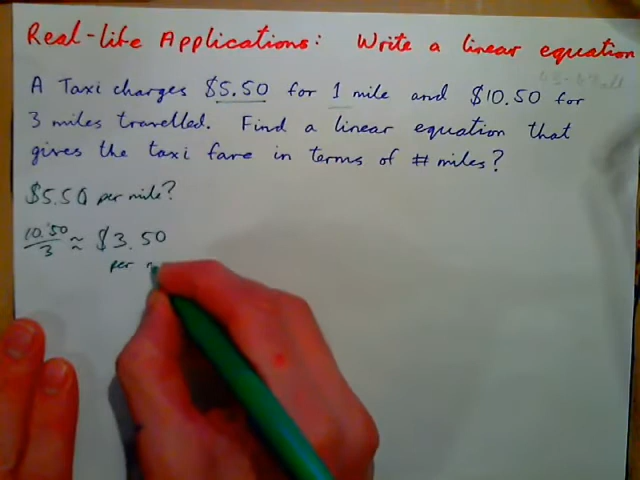 Real-life Applications: Write a linear equation
A Taxi charges $5.50 for 1 mile and $10.50 for
3 miles travelled. Find a linear equation that
gives the taxi fare in terms of # miles?
$5.50 per mile?
10.50/3 ≈ $3.50
per